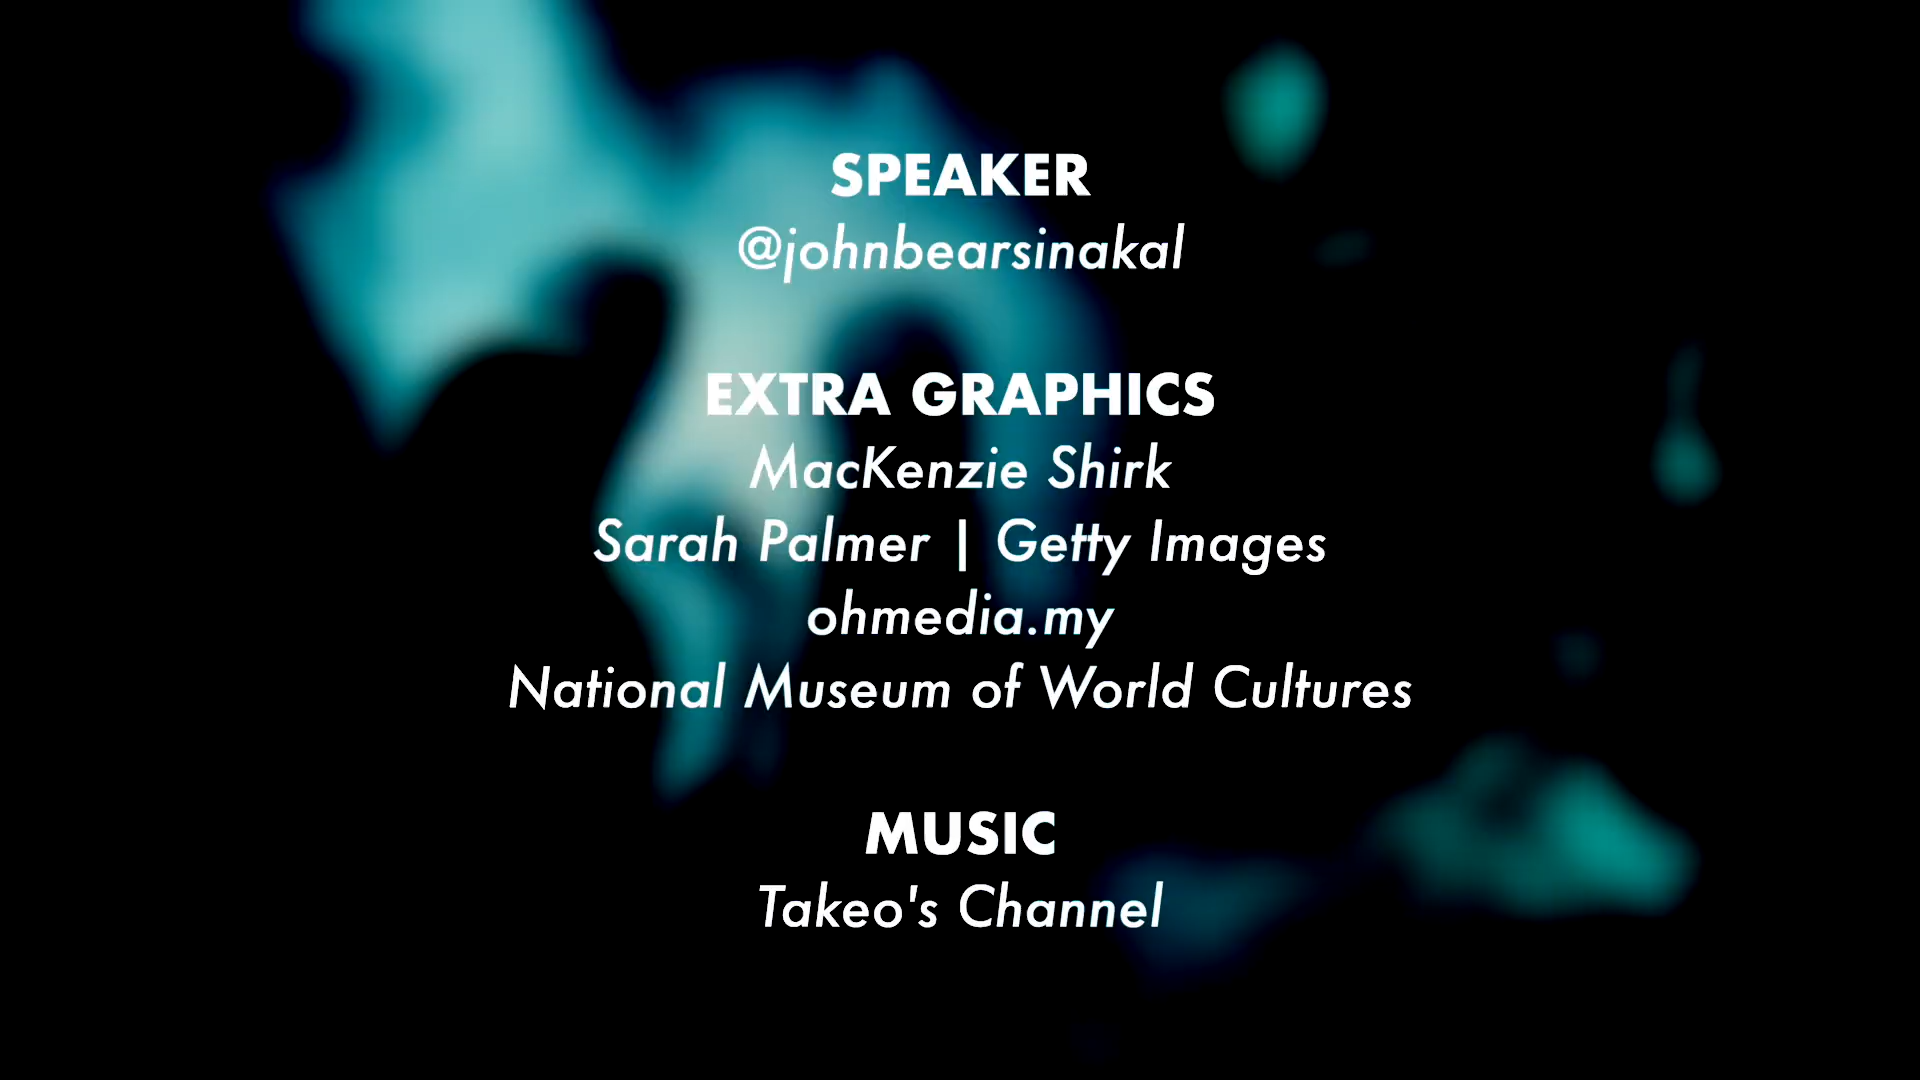 SPEAKER
@johnbearsinakal
EXTRA GRAPHICS
MacKenzie Shirk
Sarah Palmer | Getty Images
ohmedia.my
National Museum of World Cultures
MUSIC
Takeo's Channel